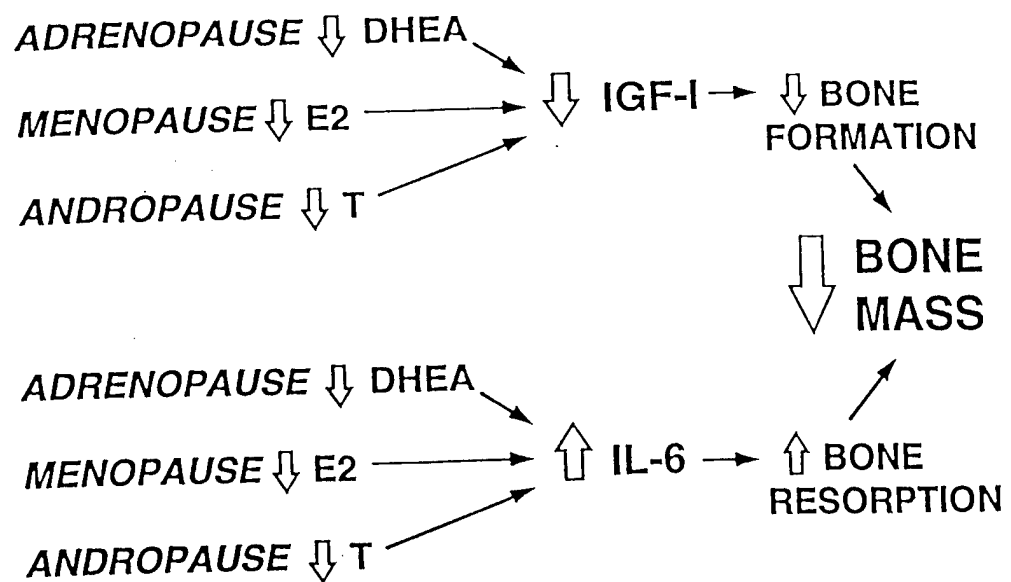 ADRENOPAUSE ⇩ DHEA
MENOPAUSE ⇩ E2
ANDROPAUSE ⇩ T
⇩ IGF-I → ⇩ BONE
FORMATION
⇩ BONE
MASS
ADRENOPAUSE ⇩ DHEA
MENOPAUSE ⇩ E2
ANDROPAUSE ⇩ T
⇧ IL-6 → ⇧ BONE
RESORPTION